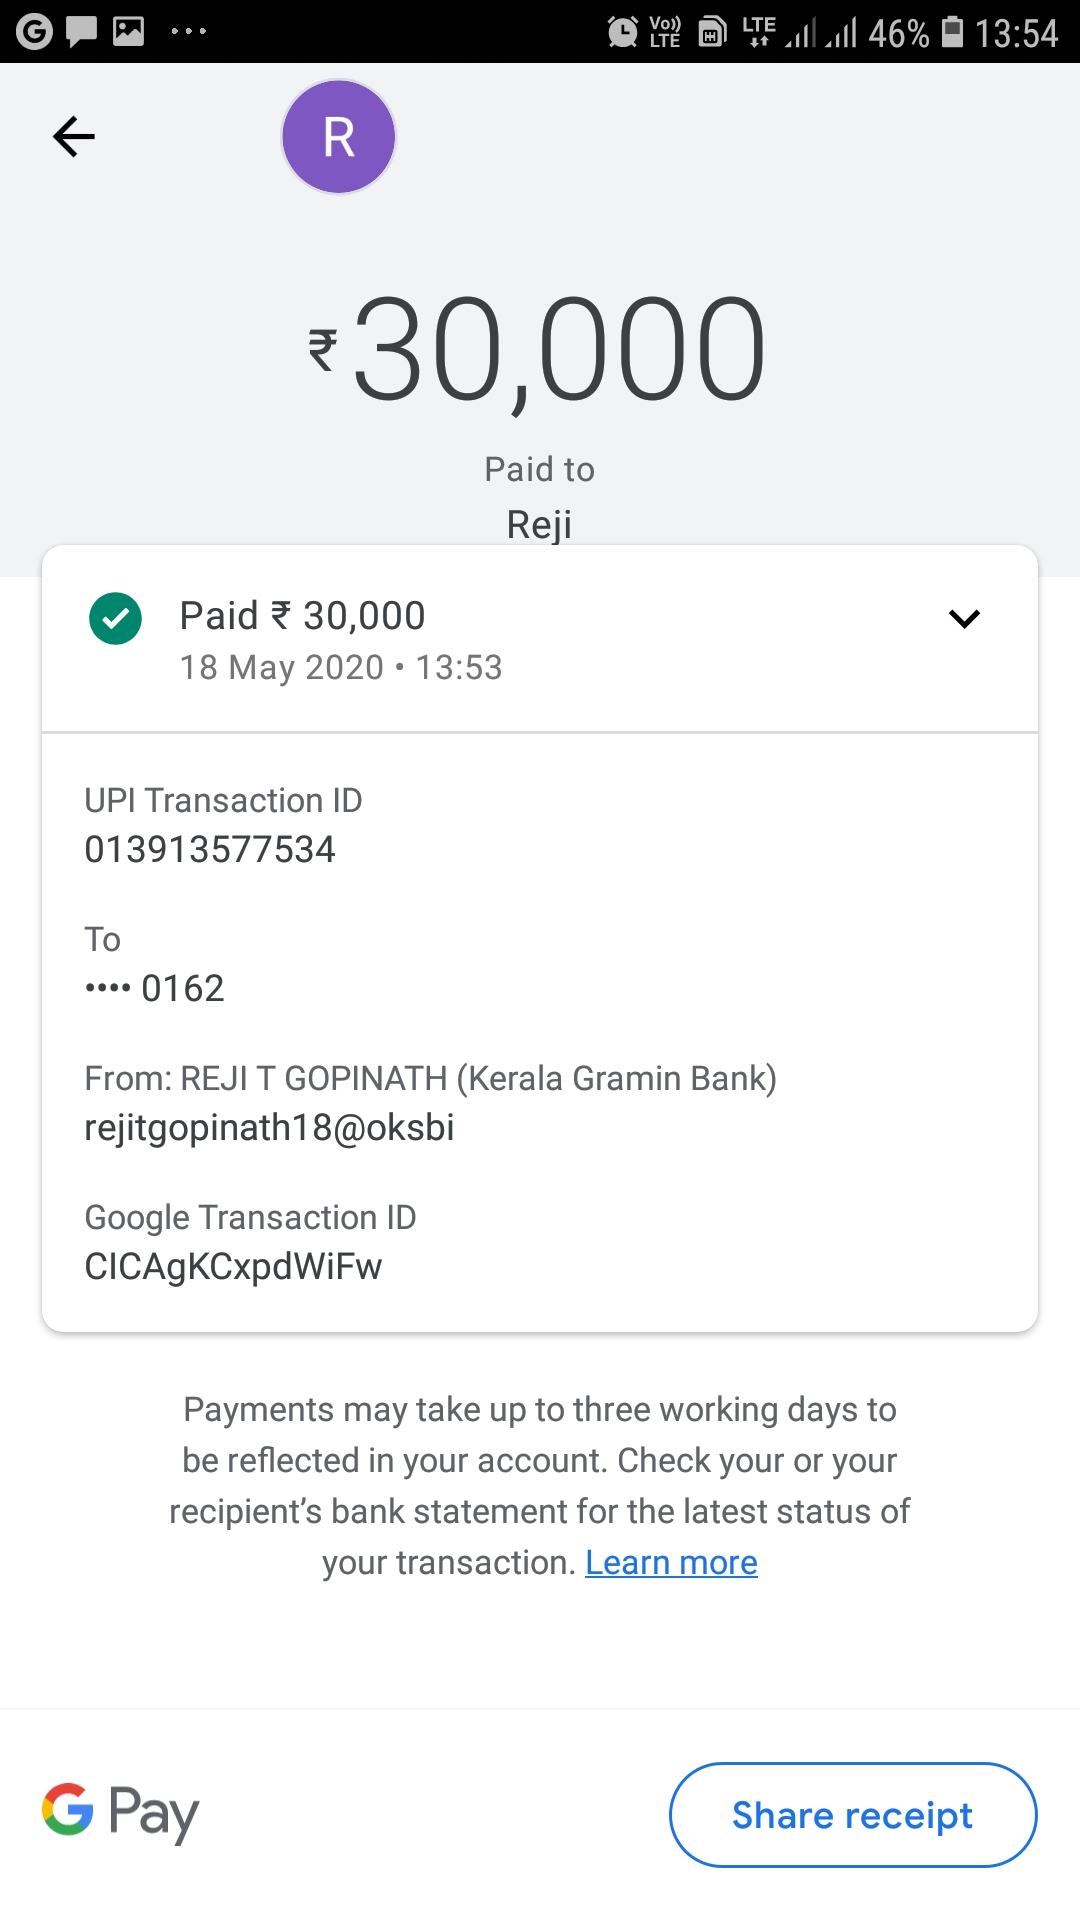 Vo)) LTE LTE 46% 13:54
R
₹30,000
Paid to
Reji
Paid ₹ 30,000
18 May 2020 • 13:53
UPI Transaction ID
013913577534
To
•••• 0162
From: REJI T GOPINATH (Kerala Gramin Bank)
rejitgopinath18@oksbi
Google Transaction ID
CICAgKCxpdWiFw
Payments may take up to three working days to
be reflected in your account. Check your or your
recipient’s bank statement for the latest status of
your transaction. Learn more
G Pay
Share receipt